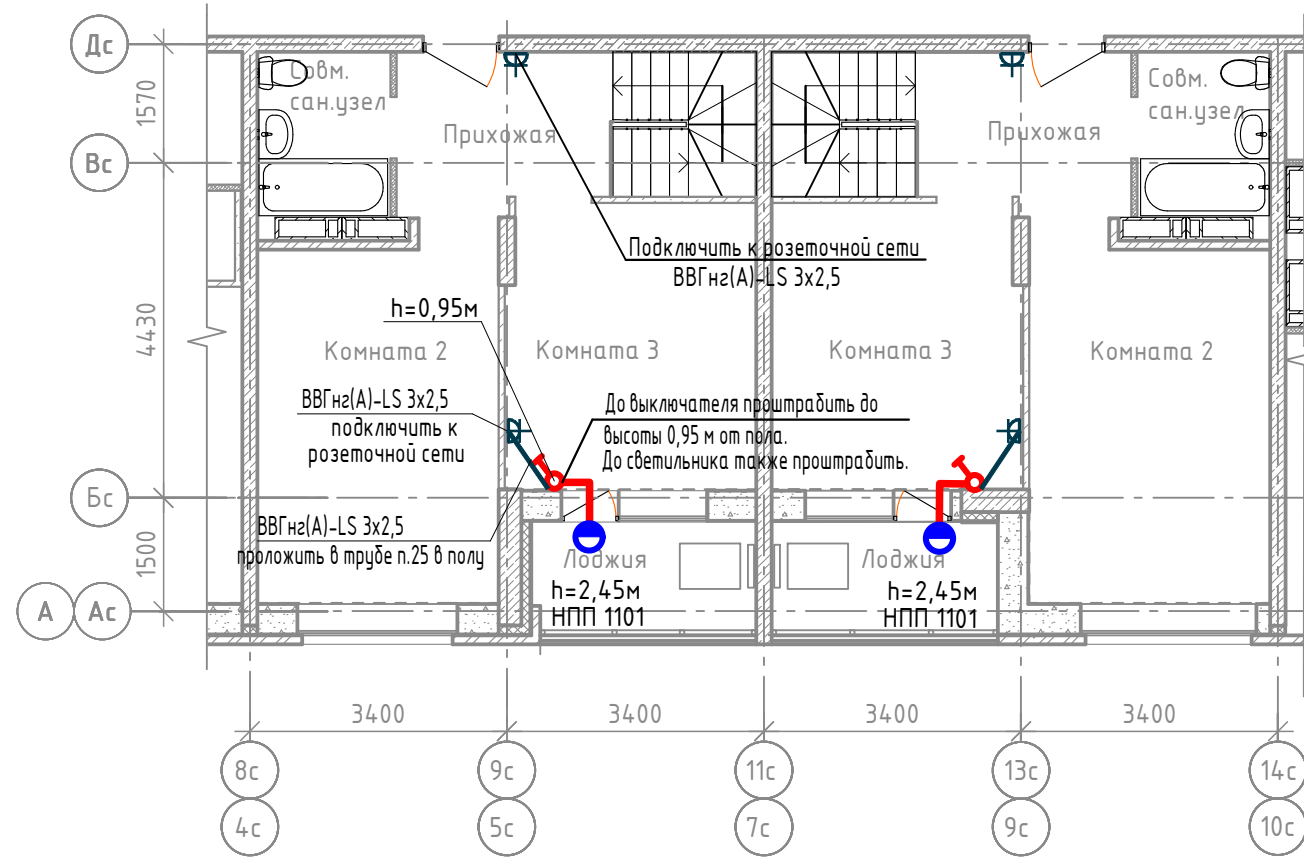 Дс
1570
Вс
4430
Бс
1500
А
Ас
Совм.
сан.узел
Прихожая
Прихожая
Совм.
сан.узел
Подключить к розеточной сети
ВВГнг(А)-LS 3х2,5
h=0,95м
Комната 2
Комната 3
Комната 3
Комната 2
ВВГнг(А)-LS 3х2,5
подключить к
розеточной сети
До выключателя проштрабить до
высоты 0,95 м от пола.
До светильника также проштрабить.
ВВГнг(А)-LS 3х2,5
проложить в трубе п.25 в полу
Лоджия
h=2,45м
НПП 1101
Лоджия
h=2,45м
НПП 1101
3400
3400
3400
3400
8с
9с
11с
13с
14с
4с
5с
7с
9с
10с